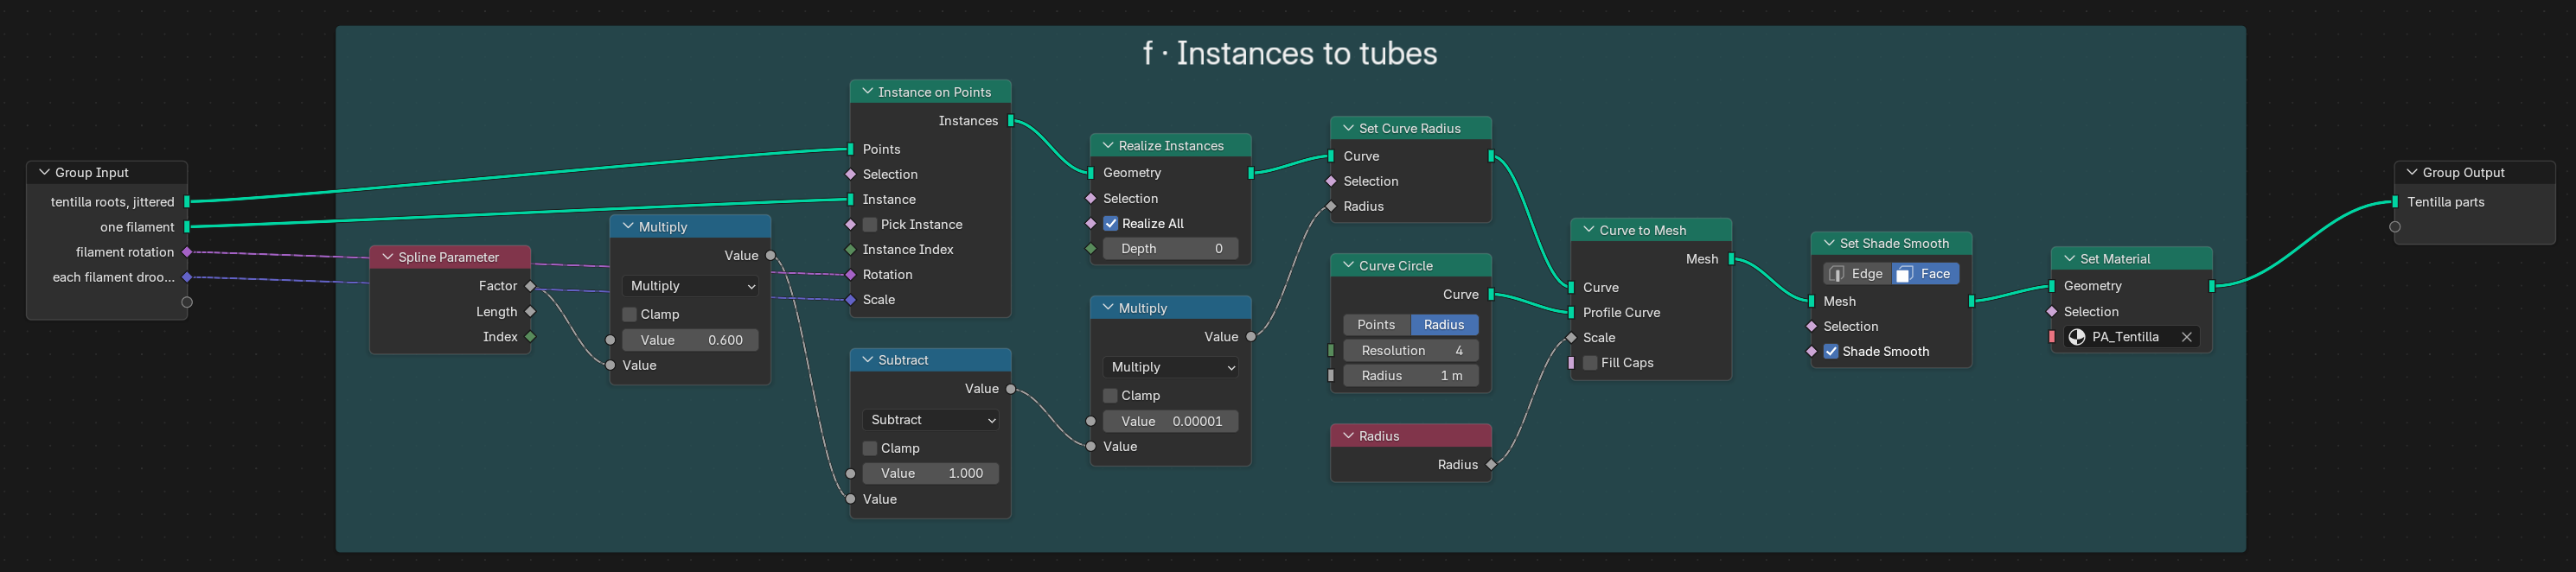 f · Instances to tubes
Group Input
tentilla roots, jittered
one filament
filament rotation
each filament droo...
Spline Parameter
Factor
Length
Index
Multiply
Value
Multiply
Clamp
Value 0.600
Value
Instance on Points
Instances
Points
Selection
Instance
Pick Instance
Instance Index
Rotation
Scale
Subtract
Value
Subtract
Clamp
Value 1.000
Value
Realize Instances
Geometry
Selection
Realize All
Depth 0
Multiply
Value
Multiply
Clamp
Value 0.00001
Value
Set Curve Radius
Curve
Selection
Radius
Curve Circle
Curve
Points Radius
Resolution 4
Radius 1 m
Radius
Radius
Curve to Mesh
Mesh
Curve
Profile Curve
Scale
Fill Caps
Set Shade Smooth
Edge Face
Mesh
Selection
Shade Smooth
Set Material
Geometry
Selection
PA_Tentilla
Group Output
Tentilla parts